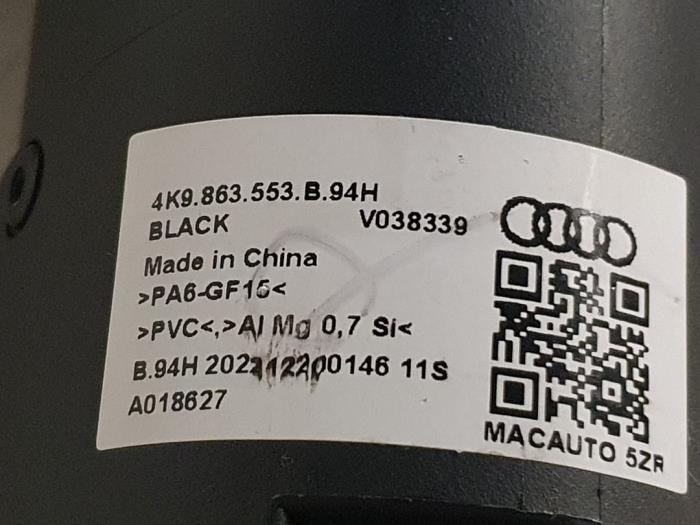 4K9.863.553.B.94H
BLACK V038339
Made in China
>PA6-GF15<
>PVC<,>Al Mg 0,7 Si<
B.94H 202212200146 11S
A018627
MACAUTO 5ZR